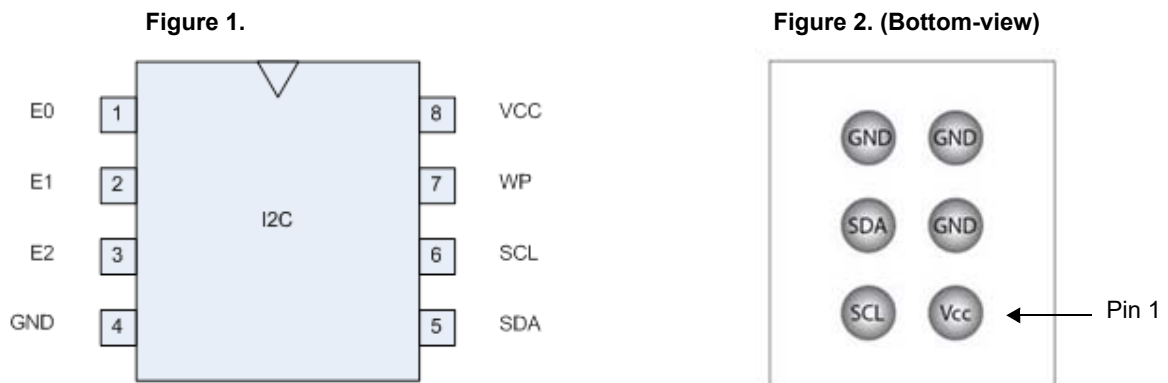 Figure 1.
E0 1 8 VCC
E1 2 7 WP
I2C
E2 3 6 SCL
GND 4 5 SDA
Figure 2. (Bottom-view)
GND GND
SDA GND
SCL Vcc Pin 1